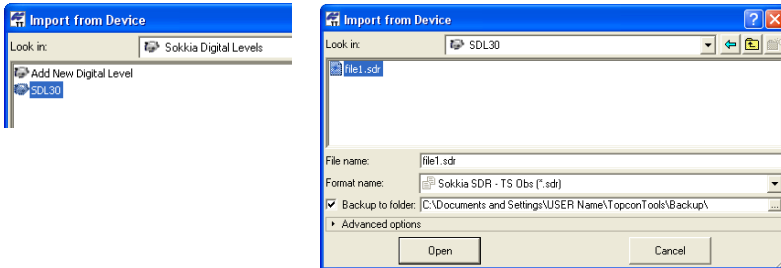 Import from Device
Look in: Sokkia Digital Levels
Add New Digital Level
SDL30
Import from Device
Look in: SDL30
file1.sdr
File name: file1.sdr
Format name: Sokkia SDR - TS Obs (*.sdr)
Backup to folder: C:\Documents and Settings\USER Name\TopconTools\Backup\ ...
Advanced options
Open Cancel